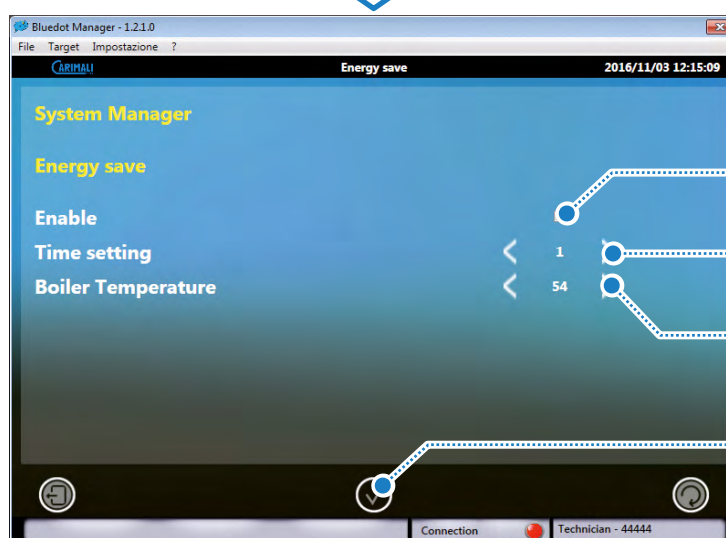 Bluedot Manager - 1.2.1.0
File Target Impostazione ?
CARIMALI Energy save 2016/11/03 12:15:09
System Manager
Energy save
Enable
Time setting 1
Boiler Temperature 54
Connection Technician - 44444